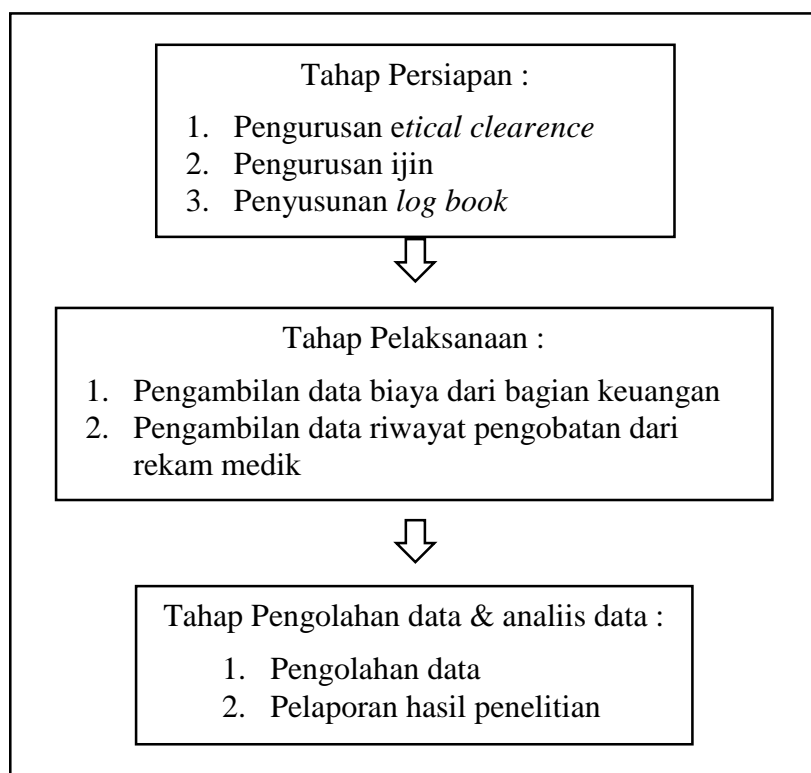 Tahap Persiapan :
1. Pengurusan etical clearence
2. Pengurusan ijin
3. Penyusunan log book
Tahap Pelaksanaan :
1. Pengambilan data biaya dari bagian keuangan
2. Pengambilan data riwayat pengobatan dari
rekam medik
Tahap Pengolahan data & analiis data :
1. Pengolahan data
2. Pelaporan hasil penelitian